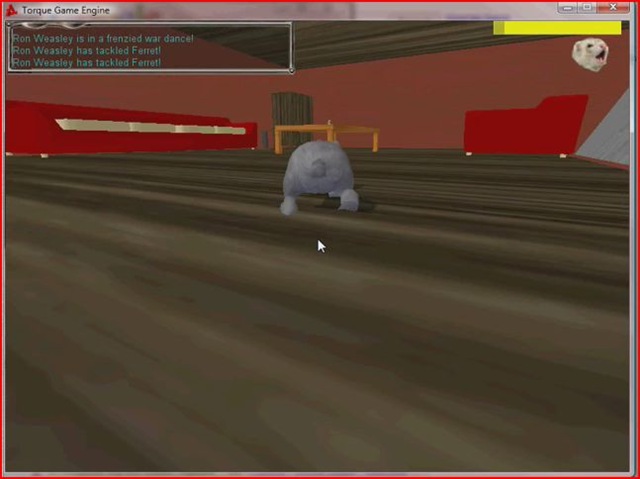 Torque Game Engine
Ron Weasley is in a frenzied war dance!
Ron Weasley has tackled Ferret!
Ron Weasley has tackled Ferret!